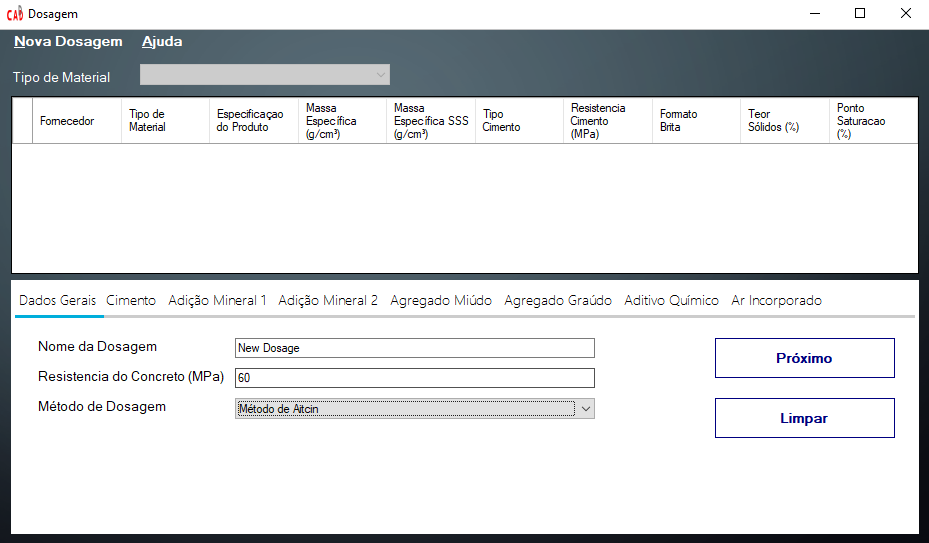 CAD Dosagem
Nova Dosagem Ajuda
Tipo de Material
Fornecedor
Tipo de
Material
Especificaçao
do Produto
Massa
Específica
(g/cm³)
Massa
Específica SSS
(g/cm³)
Tipo
Cimento
Resistencia
Cimento
(MPa)
Formato
Brita
Teor
Sólidos (%)
Ponto
Saturacao
(%)
Dados Gerais Cimento Adição Mineral 1 Adição Mineral 2 Agregado Miúdo Agregado Graúdo Aditivo Químico Ar Incorporado
Nome da Dosagem New Dosage
Resistencia do Concreto (MPa) 60
Método de Dosagem Método de Aitcin
Próximo
Limpar